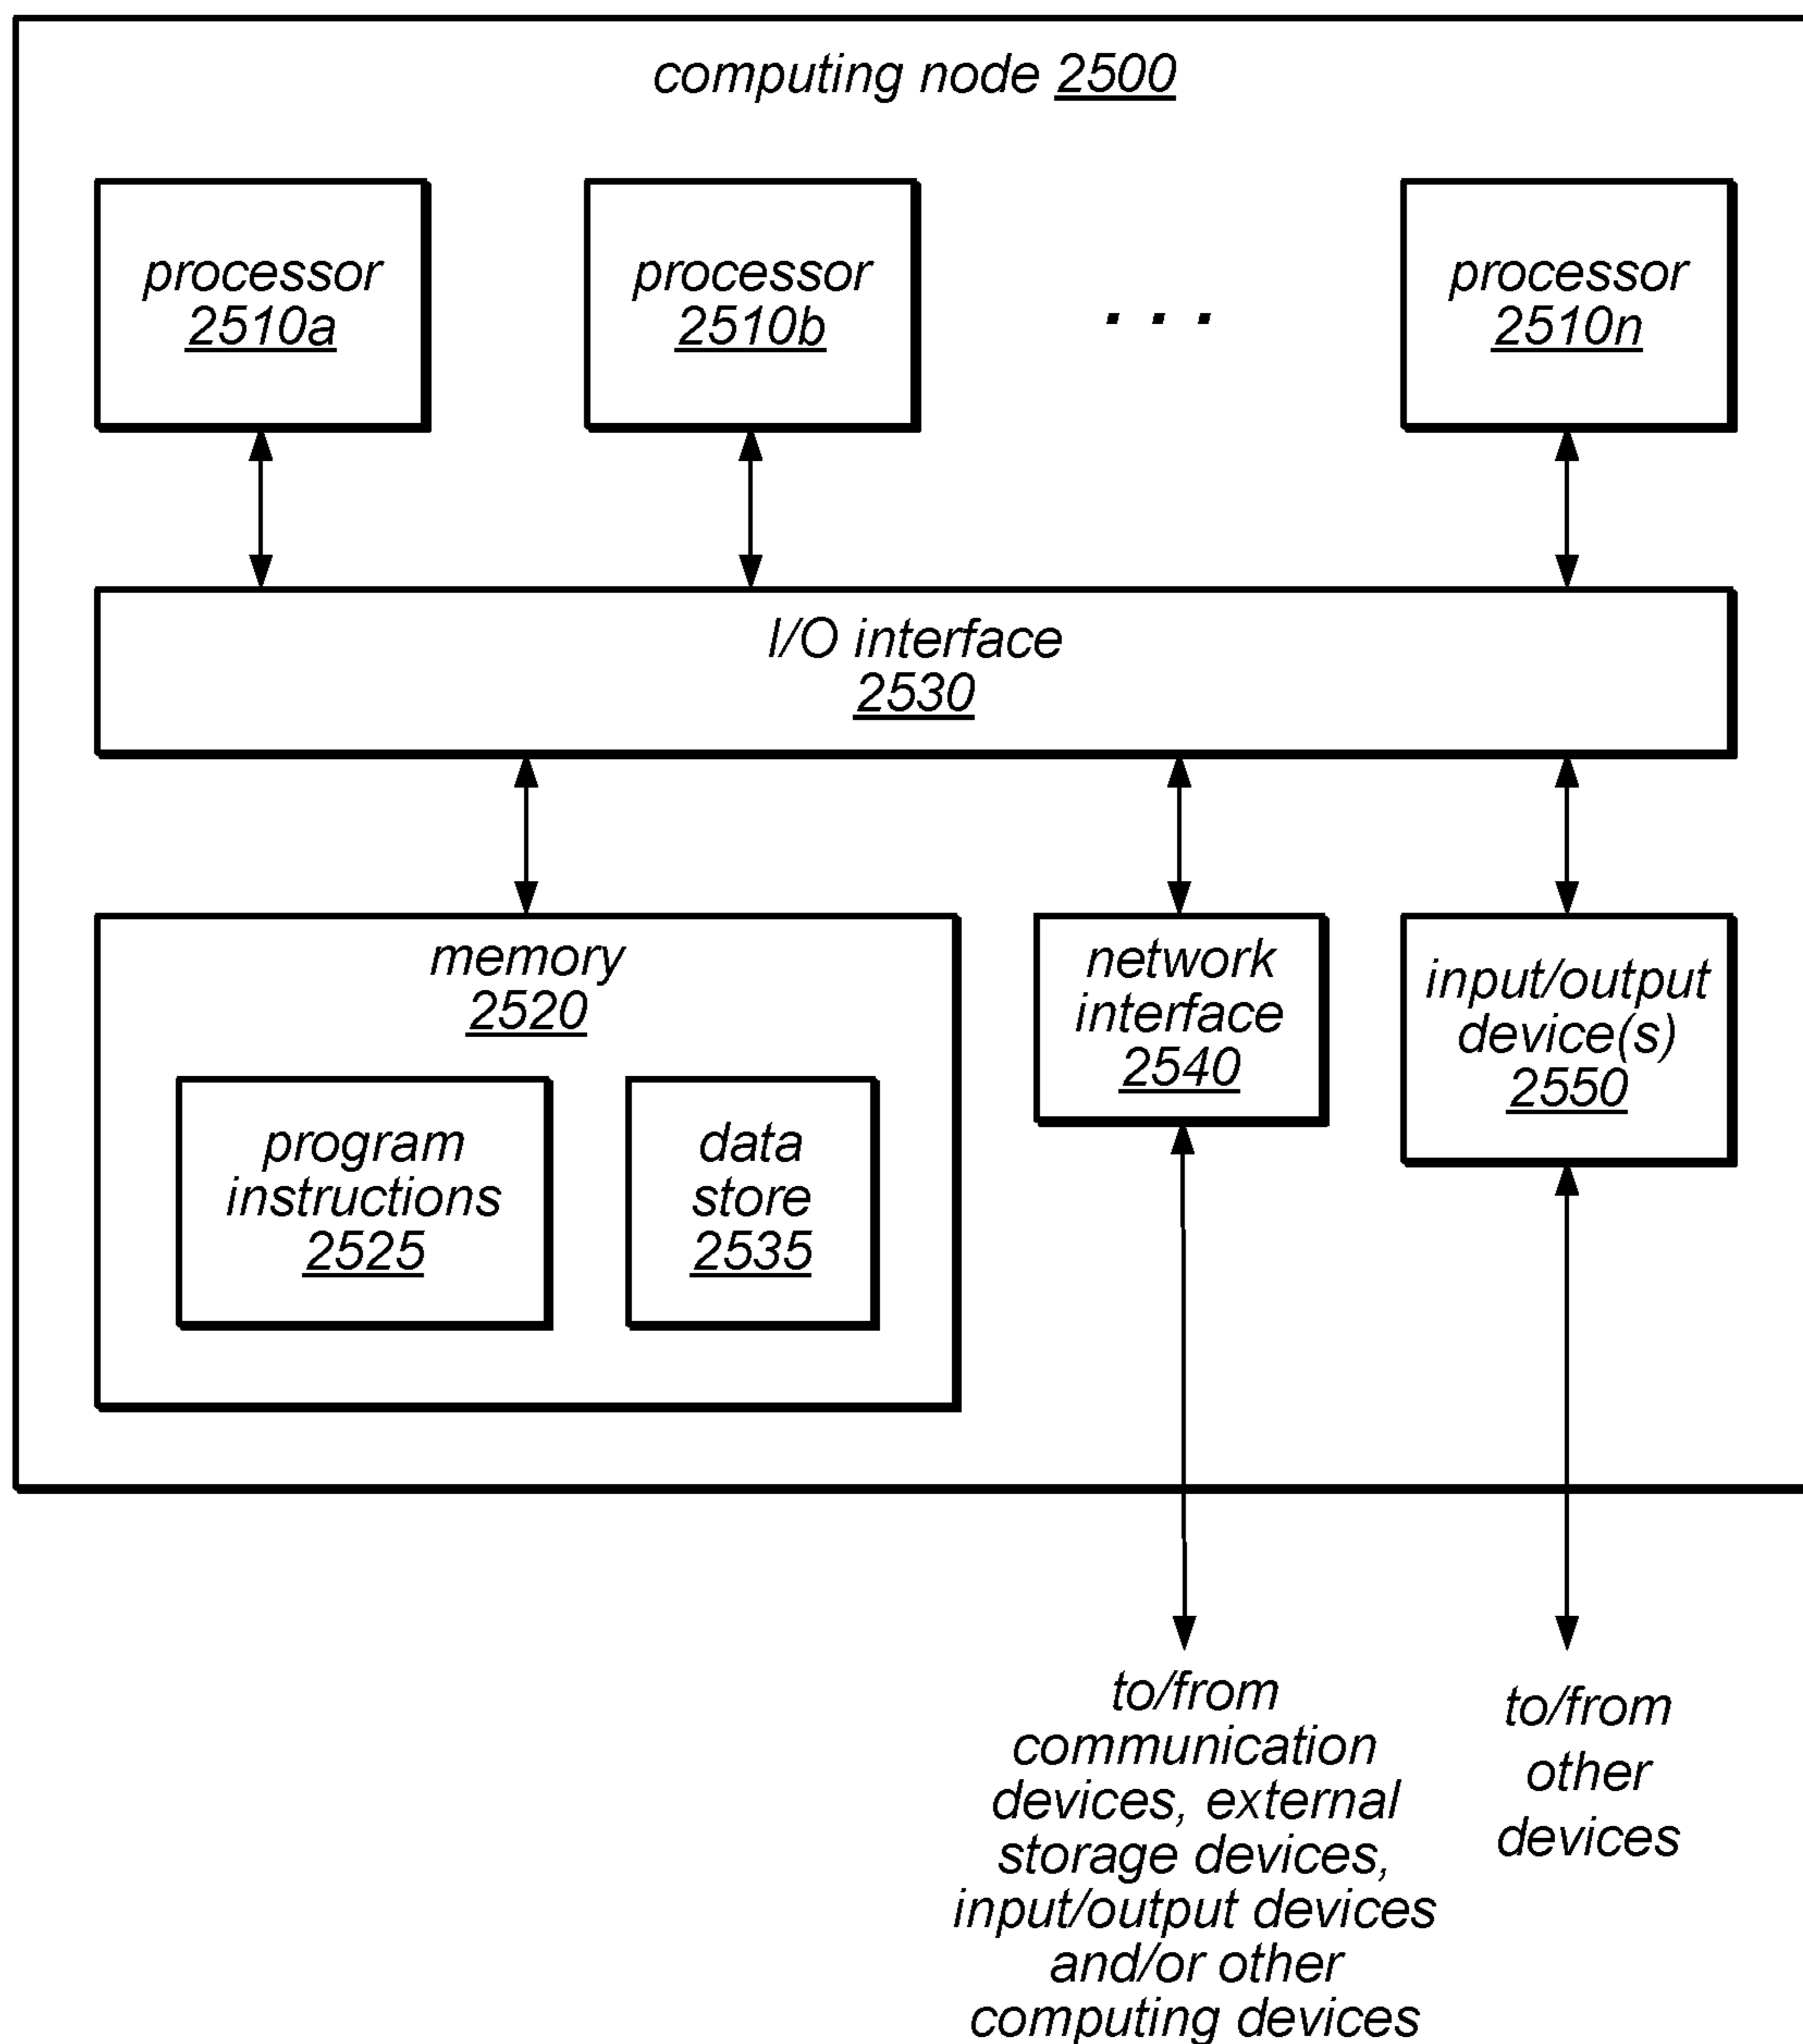 computing node 2500
processor
2510a
processor
2510b
. . .
processor
2510n
I/O interface
2530
memory
2520
program
instructions
2525
data
store
2535
network
interface
2540
input/output
device(s)
2550
to/from
communication
devices, external
storage devices,
input/output devices
and/or other
computing devices
to/from
other
devices